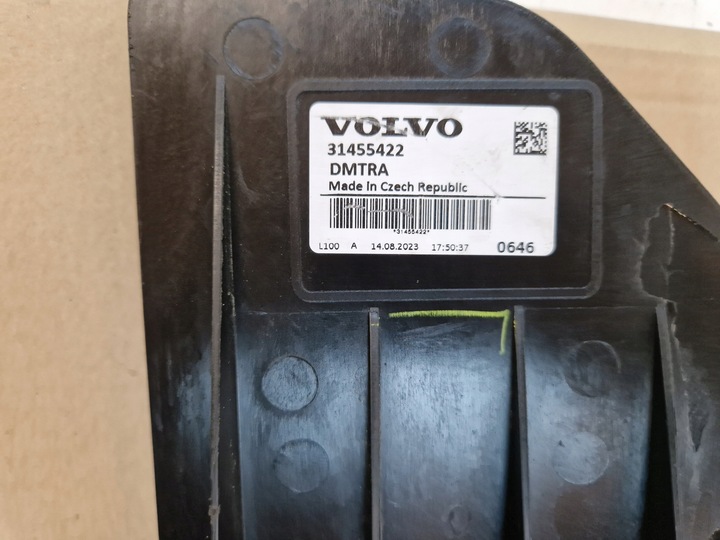 VOLVO
31455422
DMTRA
Made in Czech Republic
*31455422*
L100 A 14.08.2023 17:50:37 0646